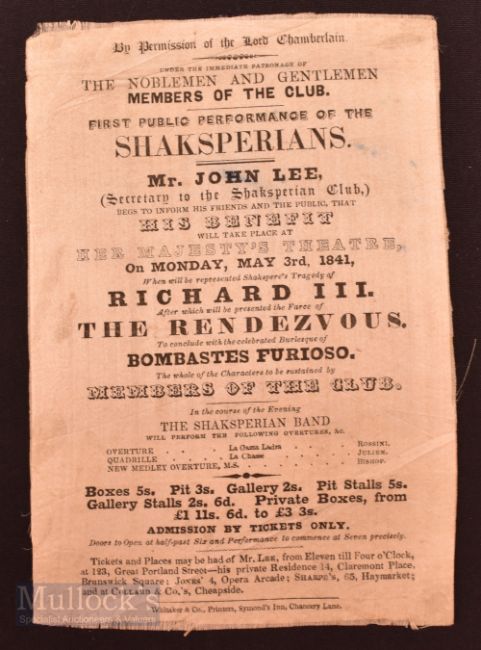 By Permission of the Lord Chamberlain.
UNDER THE IMMEDIATE PATRONAGE OF
THE NOBLEMEN AND GENTLEMEN
MEMBERS OF THE CLUB.
FIRST PUBLIC PERFORMANCE OF THE
SHAKSPERIANS.
Mr. JOHN LEE,
(Secretary to the Shaksperian Club,)
BEGS TO INFORM HIS FRIENDS AND THE PUBLIC, THAT
HIS BENEFIT
WILL TAKE PLACE AT
HER MAJESTY'S THEATRE,
On MONDAY, MAY 3rd, 1841,
When will be represented Shakspere's Tragedy of
RICHARD III.
After which will be presented the Farce of
THE RENDEZVOUS.
To conclude with the celebrated Burlesque of
BOMBASTES FURIOSO.
The whole of the Characters to be sustained by
MEMBERS OF THE CLUB.
In the course of the Evening
THE SHAKSPERIAN BAND
WILL PERFORM THE FOLLOWING OVERTURES, &c.
OVERTURE . . . . La Gazza Ladra . . . . ROSSINI.
QUADRILLE . . . . La Chasse . . . . JULIEN.
NEW MEDLEY OVERTURE, M.S. . . . . BISHOP.
Boxes 5s. Pit 3s. Gallery 2s. Pit Stalls 5s.
Gallery Stalls 2s. 6d. Private Boxes, from
£1 11s. 6d. to £3 3s.
ADMISSION BY TICKETS ONLY.
Doors to Open at half-past Six and Performance to commence at Seven precisely.
Tickets and Places may be had of Mr. LEE, from Eleven till Four o'Clock,
at 123, Great Portland Street—his private Residence 14, Claremont Place,
Brunswick Square; JONES' 4, Opera Arcade; SHARPE'S, 65, Haymarket;
and at COLLARD & Co.'s, Cheapside.
Whitaker & Co., Printers, Symond's Inn, Chancery Lane.
Mullock's
Specialist Auctioneers & Valuers